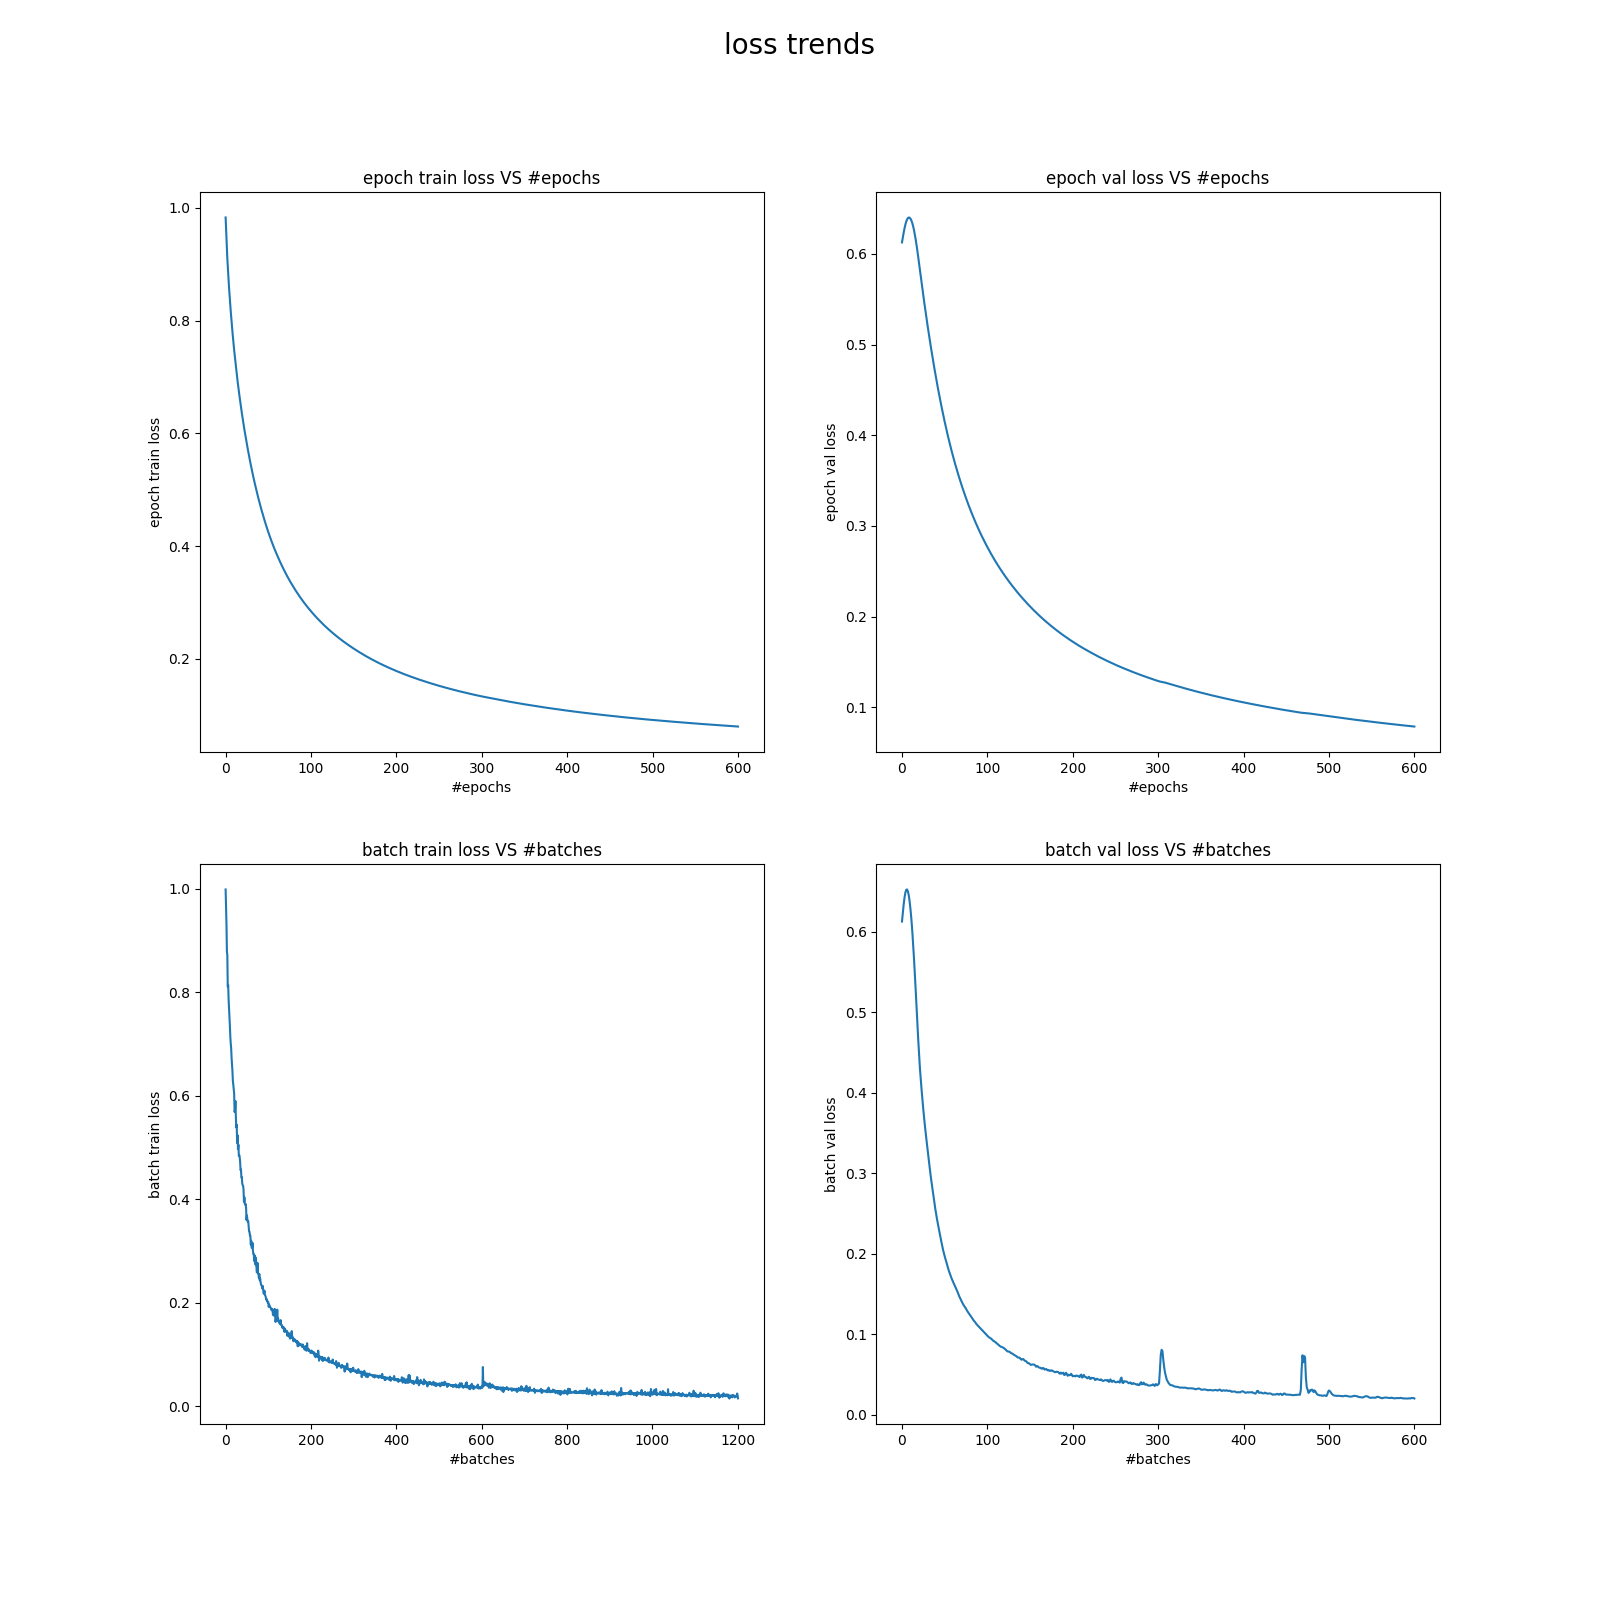 loss trends
epoch train loss VS #epochs
epoch train loss
1.0
0.8
0.6
0.4
0.2
0 100 200 300 400 500 600
#epochs
epoch val loss VS #epochs
epoch val loss
0.6
0.5
0.4
0.3
0.2
0.1
0 100 200 300 400 500 600
#epochs
batch train loss VS #batches
batch train loss
1.0
0.8
0.6
0.4
0.2
0.0
0 200 400 600 800 1000 1200
#batches
batch val loss VS #batches
batch val loss
0.6
0.5
0.4
0.3
0.2
0.1
0.0
0 100 200 300 400 500 600
#batches